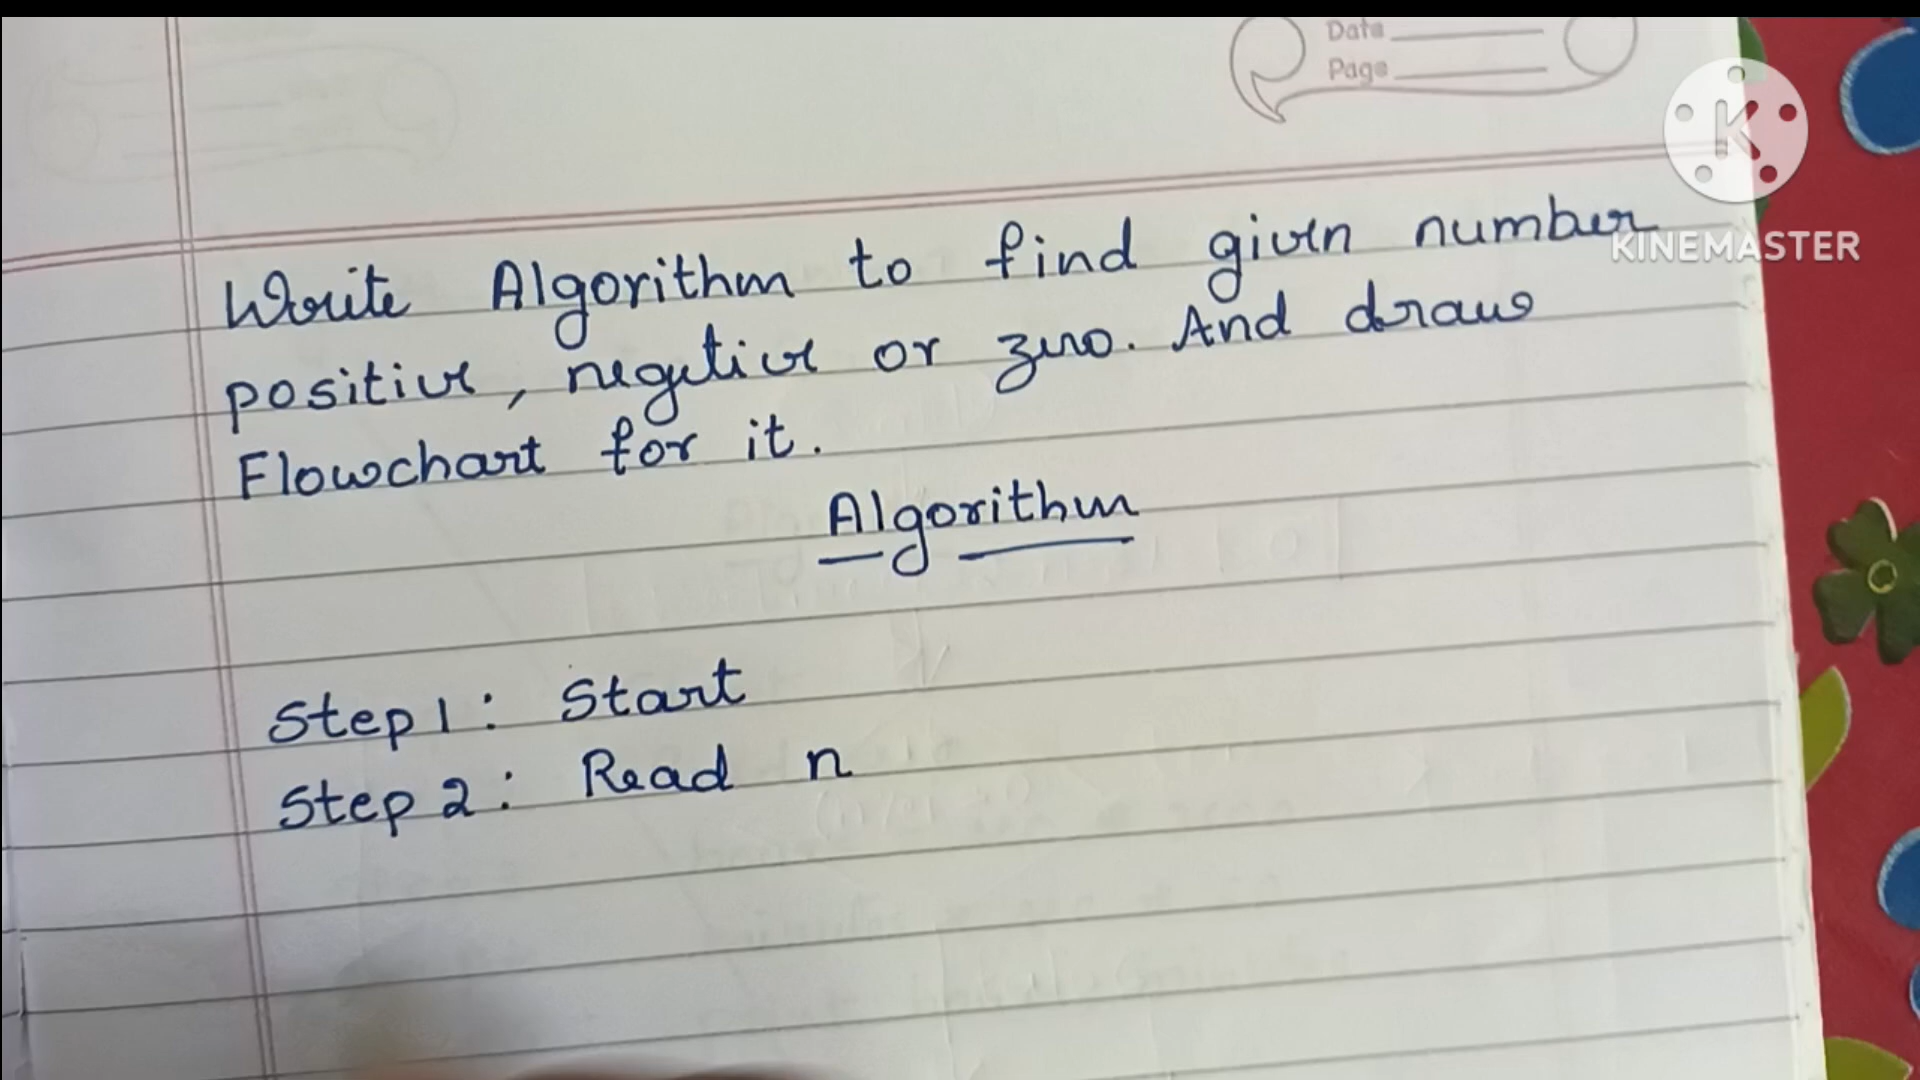 Date
Page
K
KINEMASTER
Write Algorithm to find given number
positive, negetive or zero. And draw
Flowchart for it.
Algorithm
Step 1: Start
Step 2: Read n